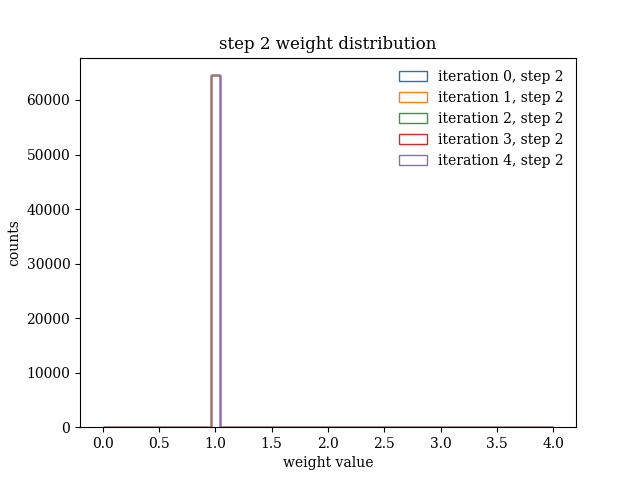 step 2 weight distribution
iteration 0, step 2
iteration 1, step 2
iteration 2, step 2
iteration 3, step 2
iteration 4, step 2
60000
50000
40000
30000
20000
10000
0
counts
0.0 0.5 1.0 1.5 2.0 2.5 3.0 3.5 4.0
weight value